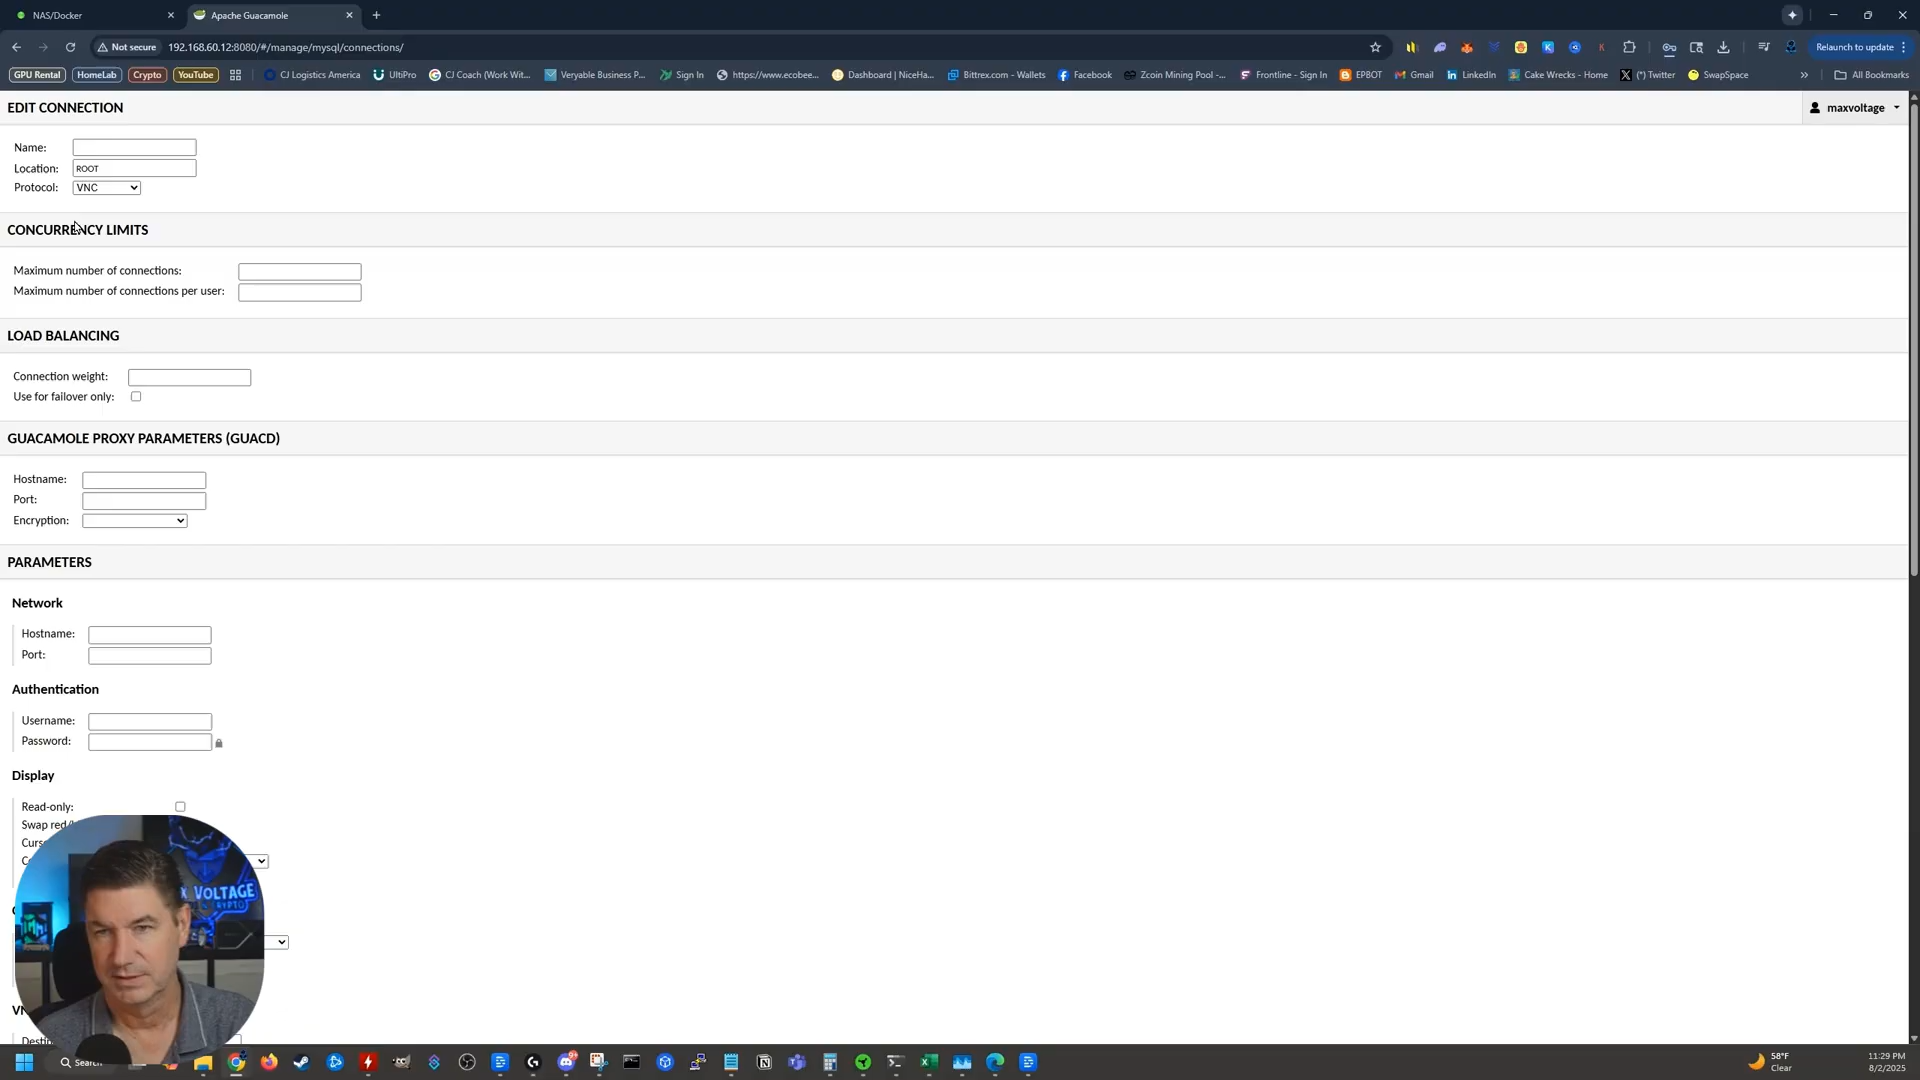 NAS/Docker
Apache Guacamole
Not secure
192.168.60.12:8080/#/manage/mysql/connections/
Relaunch to update
GPU Rental
HomeLab
Crypto
YouTube
CJ Logistics America
UltiPro
CJ Coach (Work Wit...
Veryable Business P...
Sign In
https://www.ecobee...
Dashboard | NiceHa...
Bittrex.com - Wallets
Facebook
Zcoin Mining Pool -...
Frontline - Sign In
EPBOT
Gmail
LinkedIn
Cake Wrecks - Home
(*) Twitter
SwapSpace
All Bookmarks
EDIT CONNECTION
maxvoltage
Name:
Location: ROOT
Protocol: VNC
CONCURRENCY LIMITS
Maximum number of connections:
Maximum number of connections per user:
LOAD BALANCING
Connection weight:
Use for failover only:
GUACAMOLE PROXY PARAMETERS (GUACD)
Hostname:
Port:
Encryption:
PARAMETERS
Network
Hostname:
Port:
Authentication
Username:
Password:
Display
Read-only:
Swap red/
VOLTAGE
Search
58°F
Clear
11:29 PM
8/2/2025